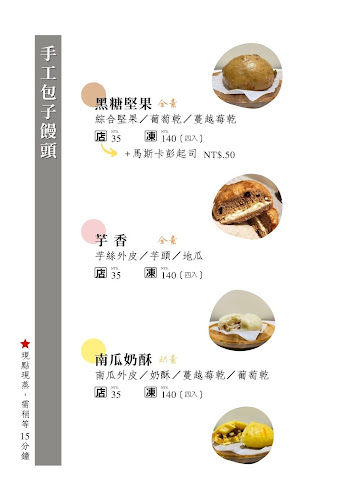 手工包子饅頭
黑糖堅果 全素
綜合堅果／葡萄乾／蔓越莓乾
店 NT$ 35 凍 NT$ 140 (四入)
+馬斯卡彭起司 NT$.50
芋香 全素
芋絲外皮／芋頭／地瓜
店 NT$ 35 凍 NT$ 140 (四入)
南瓜奶酥 奶素
南瓜外皮／奶酥／蔓越莓乾／葡萄乾
店 NT$ 35 凍 NT$ 140 (四入)
★現點現蒸，需稍等15分鐘